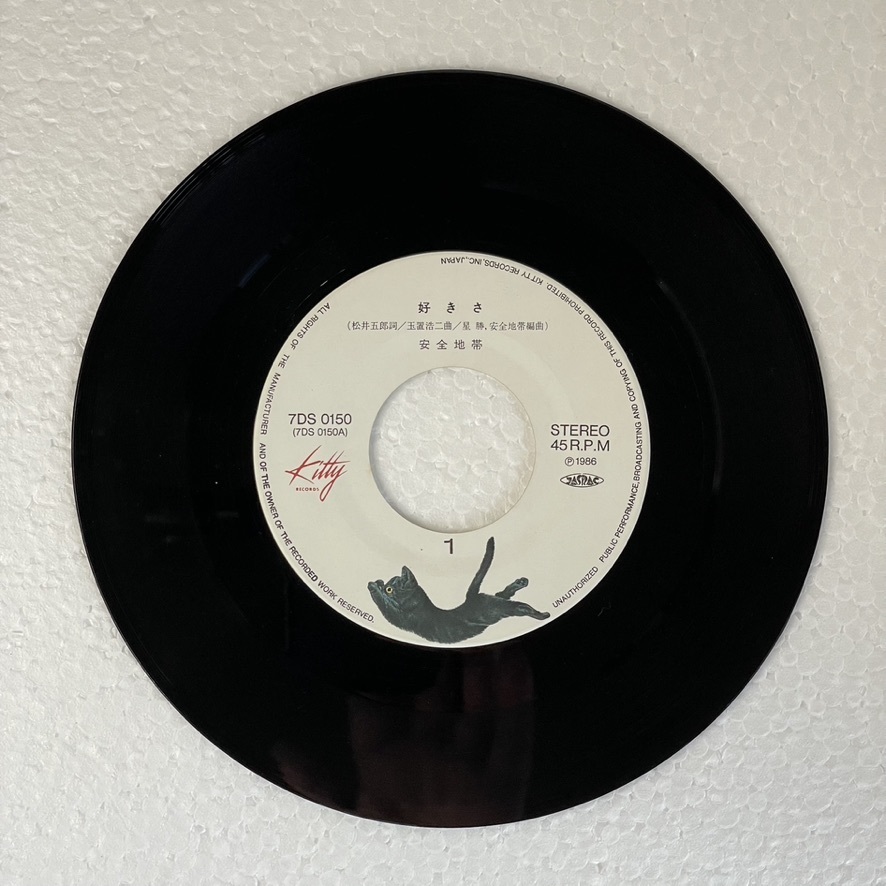 好きさ
(松井五郎詞／玉置浩二曲／星 勝,安全地帯編曲)
安全地帯
7DS 0150
(7DS 0150A)
Kitty
RECORDS
STEREO
45 R.P.M
Ⓟ1986
JASRAC
1
ALL RIGHTS OF THE MANUFACTURER AND OF THE OWNER OF THE RECORDED WORK RESERVED.
UNAUTHORIZED PUBLIC PERFORMANCE,BROADCASTING AND COPYING OF THIS RECORD PROHIBITED. KITTY RECORDS,INC.,JAPAN